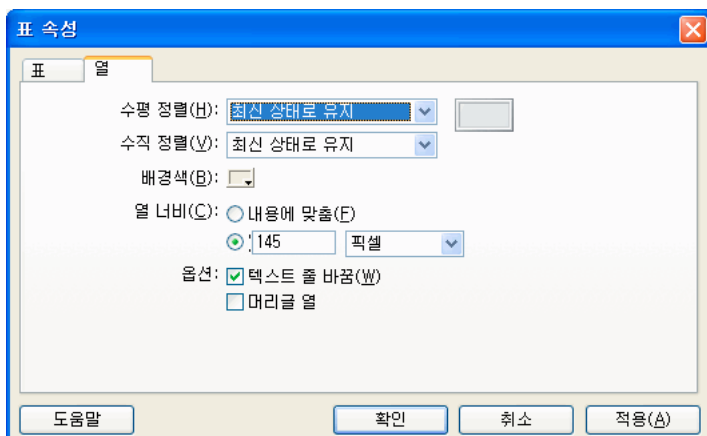 표 속성
표 열
수평 정렬(H): 최신 상태로 유지
수직 정렬(V): 최신 상태로 유지
배경색(B):
열 너비(C): 내용에 맞춤(F)
: 145 픽셀
옵션: 텍스트 줄 바꿈(W)
머리글 열
도움말 확인 취소 적용(A)